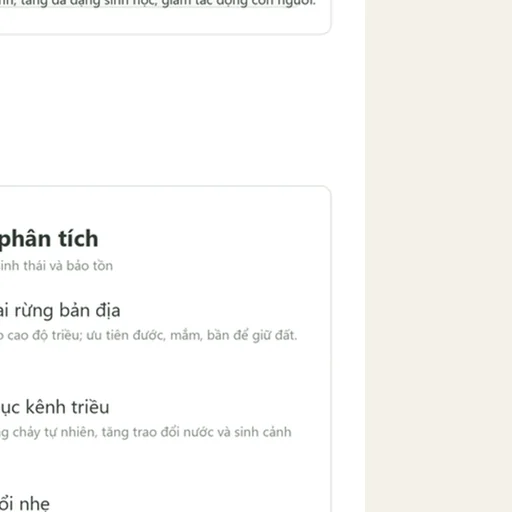 tăng đa dạng sinh học, giảm tác động con người.
phân tích
inh thái và bảo tồn
ai rừng bản địa
o cao độ triều; ưu tiên đước, mắm, bần để giữ đất.
ục kênh triều
g chảy tự nhiên, tăng trao đổi nước và sinh cảnh
ổi nhẹ